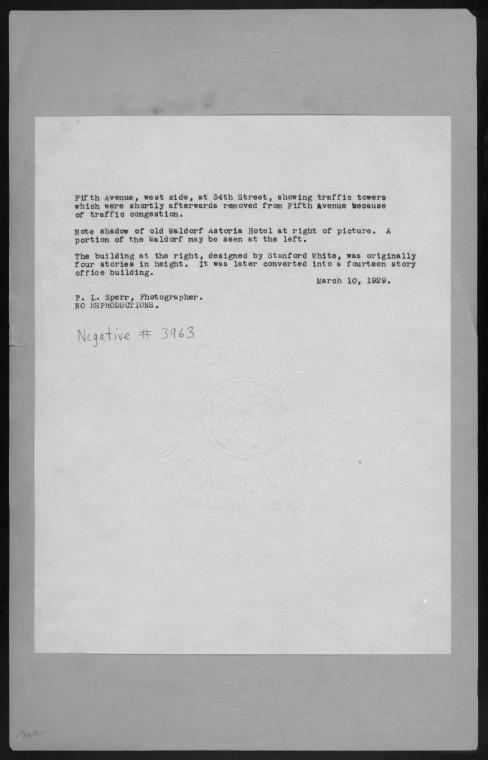 Fifth Avenue, west side, at 34th Street, showing traffic towers
which were shortly afterwards removed from Fifth Avenue because
of traffic congestion.
Note shadow of old Waldorf Astoria Hotel at right of picture. A
portion of the Waldorf may be seen at the left.
The building at the right, designed by Stanford White, was originally
four stories in height. It was later converted into a fourteen story
office building.
March 10, 1929.
P. L. Sperr, Photographer.
NO REPRODUCTIONS.
Negative # 3963